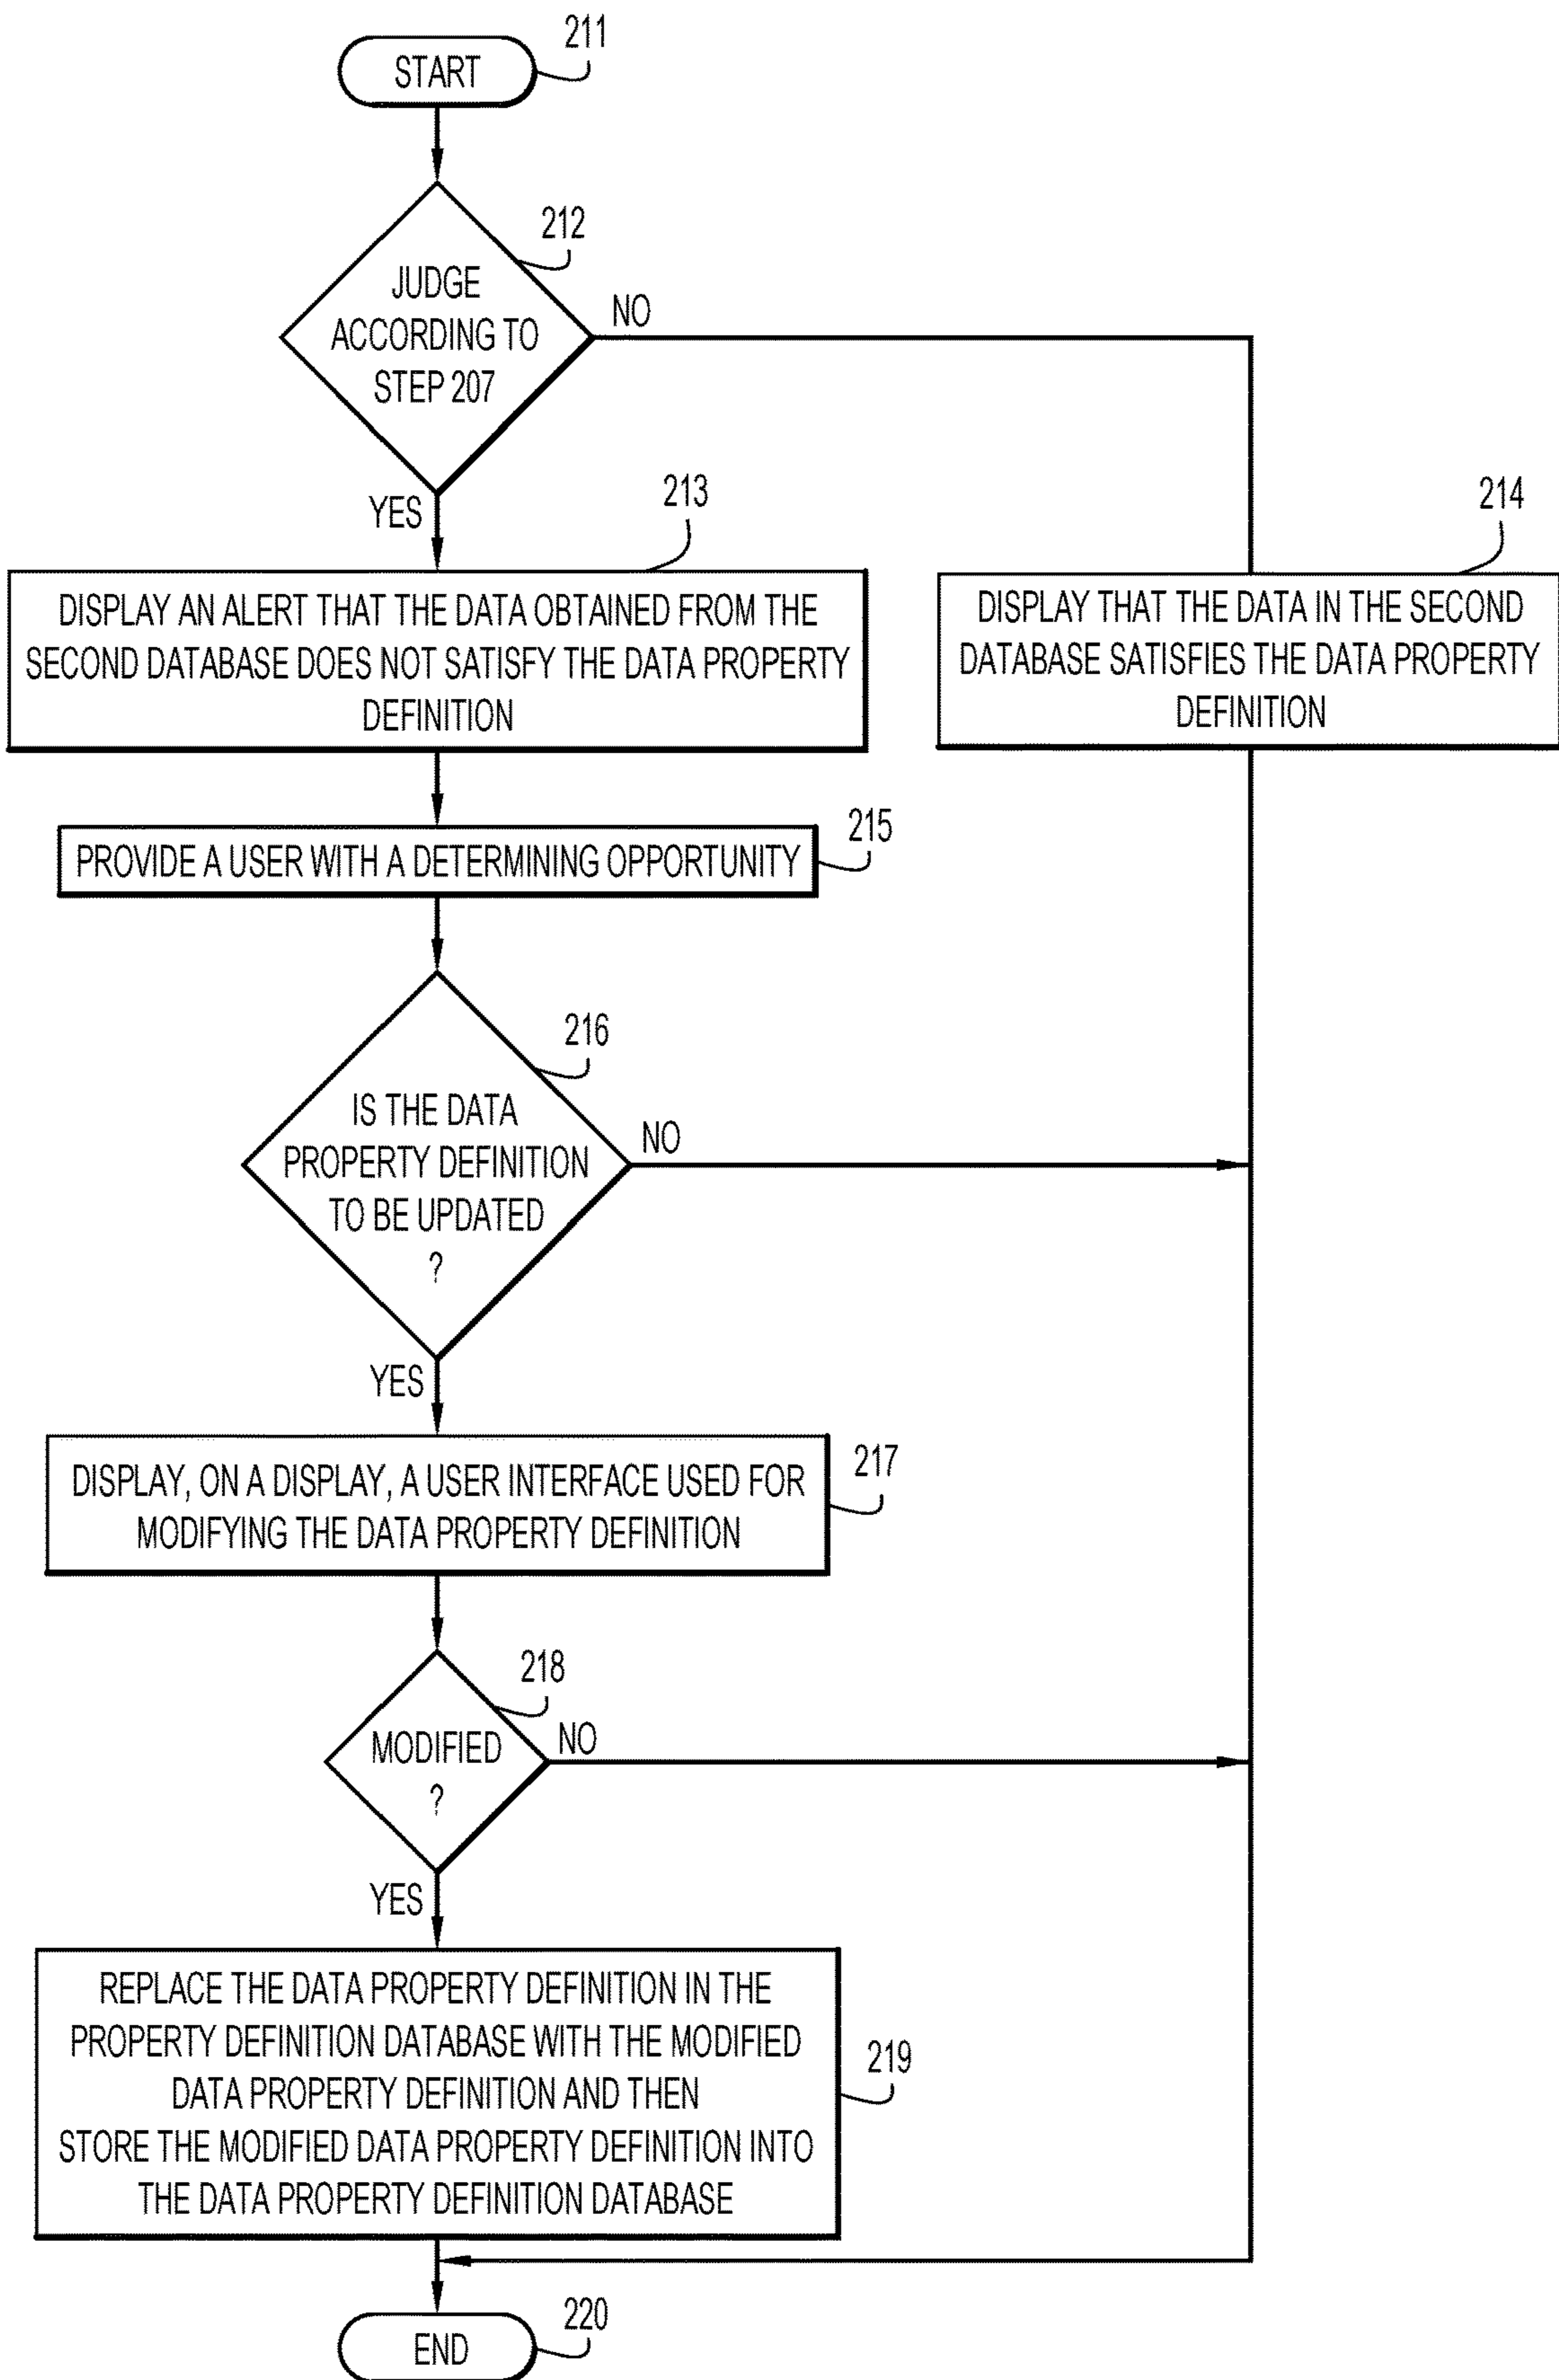 211
START
212
JUDGE
ACCORDING TO
STEP 207
NO
YES
213
DISPLAY AN ALERT THAT THE DATA OBTAINED FROM THE
SECOND DATABASE DOES NOT SATISFY THE DATA PROPERTY
DEFINITION
214
DISPLAY THAT THE DATA IN THE SECOND
DATABASE SATISFIES THE DATA PROPERTY
DEFINITION
215
PROVIDE A USER WITH A DETERMINING OPPORTUNITY
216
IS THE DATA
PROPERTY DEFINITION
TO BE UPDATED
?
NO
YES
217
DISPLAY, ON A DISPLAY, A USER INTERFACE USED FOR
MODIFYING THE DATA PROPERTY DEFINITION
218
MODIFIED
?
NO
YES
REPLACE THE DATA PROPERTY DEFINITION IN THE
PROPERTY DEFINITION DATABASE WITH THE MODIFIED
DATA PROPERTY DEFINITION AND THEN
STORE THE MODIFIED DATA PROPERTY DEFINITION INTO
THE DATA PROPERTY DEFINITION DATABASE
219
220
END